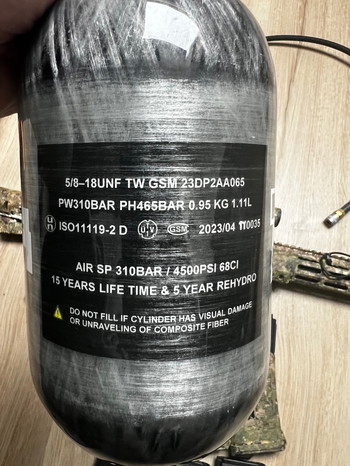 5/8-18UNF TW GSM 23DP2AA065
PW310BAR PH465BAR 0.95 KG 1.11L
ISO11119-2 D GSM 2023/04 0035
AIR SP 310BAR / 4500PSI 68CI
15 YEARS LIFE TIME & 5 YEAR REHYDRO
DO NOT FILL IF CYLINDER HAS VISUAL DAMAGE
OR UNRAVELING OF COMPOSITE FIBER